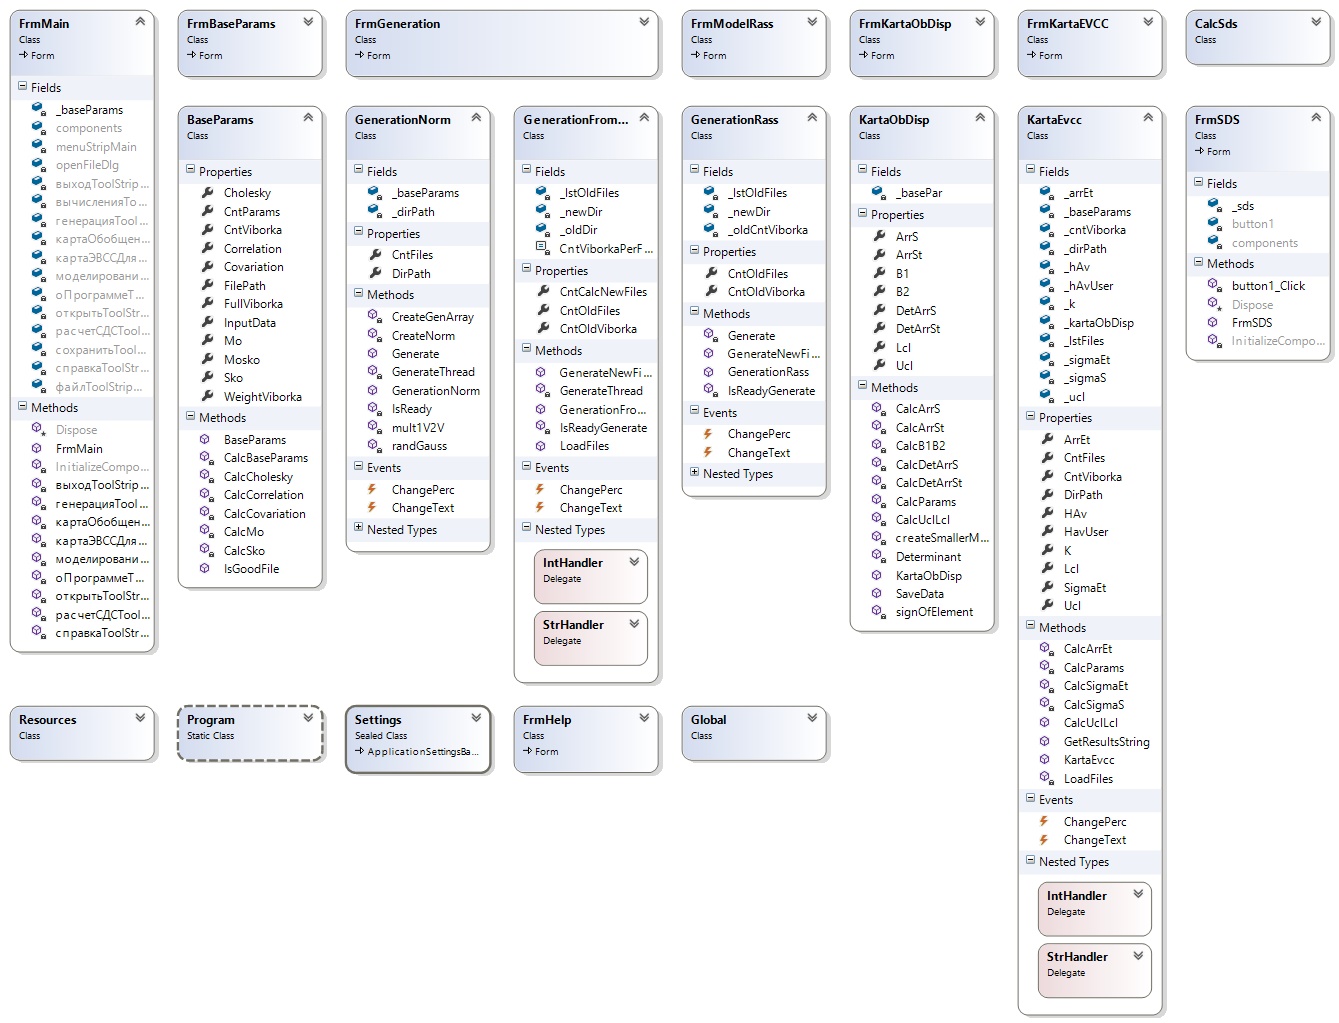 FrmMain
Class
Form
Fields
_baseParams
components
menuStripMain
openFileDlg
выходToolStrip...
вычисленияTo...
генерацияTool...
картаОбобщен...
картаЭВССДля...
моделировани...
оПрограммеT...
открытьToolStr...
расчетСДСTool...
сохранитьTool...
справкаToolStr...
файлToolStrip...
Methods
Dispose
FrmMain
InitializeCompo...
выходToolStrip...
генерацияTool...
картаОбобщен...
картаЭВССДля...
моделировани...
оПрограммеT...
открытьToolStr...
расчетСДСTool...
справкаToolStr...
FrmBaseParams
Class
Form
BaseParams
Class
Properties
Cholesky
CntParams
CntViborka
Correlation
Covariation
FilePath
FullViborka
InputData
Mo
Mosko
Sko
WeightViborka
Methods
BaseParams
CalcBaseParams
CalcCholesky
CalcCorrelation
CalcCovariation
CalcMo
CalcSko
IsGoodFile
FrmGeneration
Class
Form
GenerationNorm
Class
Fields
_baseParams
_dirPath
Properties
CntFiles
DirPath
Methods
CreateGenArray
CreateNorm
Generate
GenerateThread
GenerationNorm
IsReady
mult1V2V
randGauss
Events
ChangePerc
ChangeText
Nested Types
GenerationFrom...
Class
Fields
_lstOldFiles
_newDir
_oldDir
CntViborkaPerF...
Properties
CntCalcNewFiles
CntOldFiles
CntOldViborka
Methods
GenerateNewFi...
GenerateThread
GenerationFro...
IsReadyGenerate
LoadFiles
Events
ChangePerc
ChangeText
Nested Types
IntHandler
Delegate
StrHandler
Delegate
FrmModelRass
Class
Form
GenerationRass
Class
Fields
_lstOldFiles
_newDir
_oldCntViborka
Properties
CntOldFiles
CntOldViborka
Methods
Generate
GenerateNewFi...
GenerationRass
IsReadyGenerate
Events
ChangePerc
ChangeText
Nested Types
FrmKartaObDisp
Class
Form
KartaObDisp
Class
Fields
_basePar
Properties
ArrS
ArrSt
B1
B2
DetArrS
DetArrSt
Lcl
Ucl
Methods
CalcArrS
CalcArrSt
CalcB1B2
CalcDetArrS
CalcDetArrSt
CalcParams
CalcUclLcl
createSmallerM...
Determinant
KartaObDisp
SaveData
signOfElement
FrmKartaEVCC
Class
Form
KartaEvcc
Class
Fields
_arrEt
_baseParams
_cntViborka
_dirPath
_hAv
_hAvUser
_k
_kartaObDisp
_lstFiles
_sigmaEt
_sigmaS
_ucl
Properties
ArrEt
CntFiles
CntViborka
DirPath
HAv
HavUser
K
Lcl
SigmaEt
Ucl
Methods
CalcArrEt
CalcParams
CalcSigmaEt
CalcSigmaS
CalcUclLcl
GetResultsString
KartaEvcc
LoadFiles
Events
ChangePerc
ChangeText
Nested Types
IntHandler
Delegate
StrHandler
Delegate
CalcSds
Class
FrmSDS
Class
Form
Fields
_sds
button1
components
Methods
button1_Click
Dispose
FrmSDS
InitializeCompo...
Resources
Class
Program
Static Class
Settings
Sealed Class
ApplicationSettingsBa...
FrmHelp
Class
Form
Global
Class